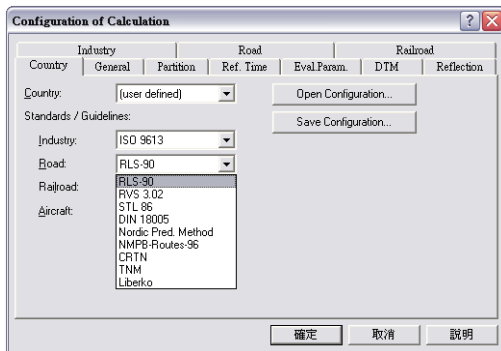 Configuration of Calculation
Industry Road Railroad
Country General Partition Ref. Time Eval.Param. DTM Reflection
Country: (user defined) Open Configuration...
Standards / Guidelines: Save Configuration...
Industry: ISO 9613
Road: RLS-90
Railroad: RLS-90
RVS 3.02
STL 86
Aircraft: DIN 18005
Nordic Pred. Method
NMPB-Routes-96
CRTN
TNM
Liberko
確定 取消 說明